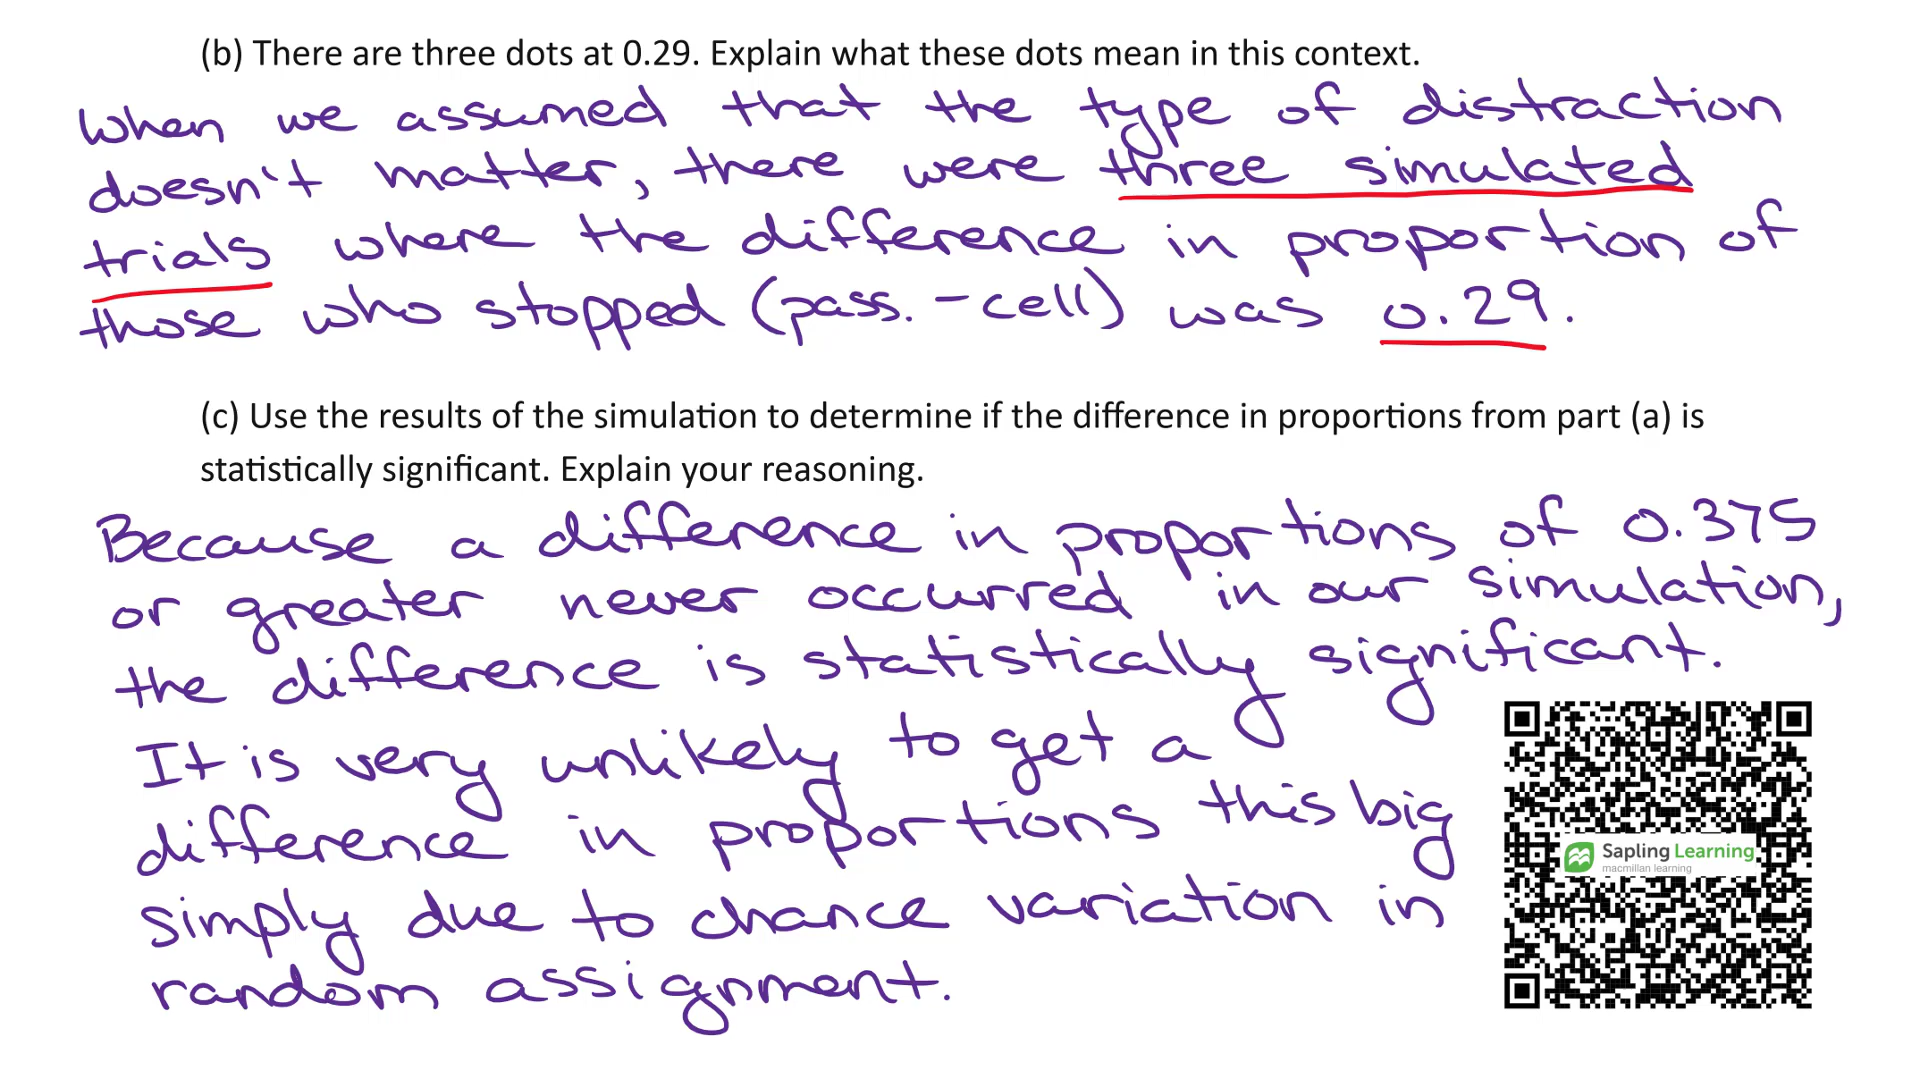 (b) There are three dots at 0.29. Explain what these dots mean in this context.
When we assumed that the type of distraction
doesn't matter, there were three simulated
trials where the difference in proportion of
those who stopped (pass. - cell) was 0.29.
(c) Use the results of the simulation to determine if the difference in proportions from part (a) is
statistically significant. Explain your reasoning.
Because a difference in proportions of 0.375
or greater never occurred in our simulation,
the difference is statistically significant.
It is very unlikely to get a
difference in proportions this big
simply due to chance variation in
random assignment.
Sapling Learning
macmillan learning